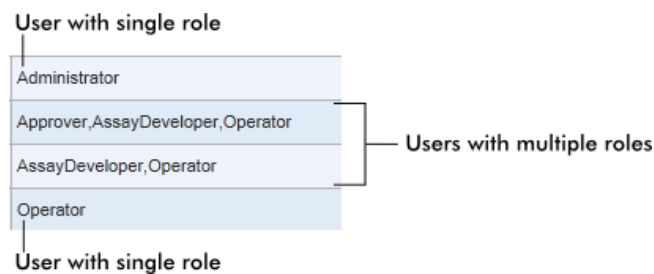 User with single role
Administrator
Approver,AssayDeveloper,Operator
Users with multiple roles
AssayDeveloper,Operator
Operator
User with single role